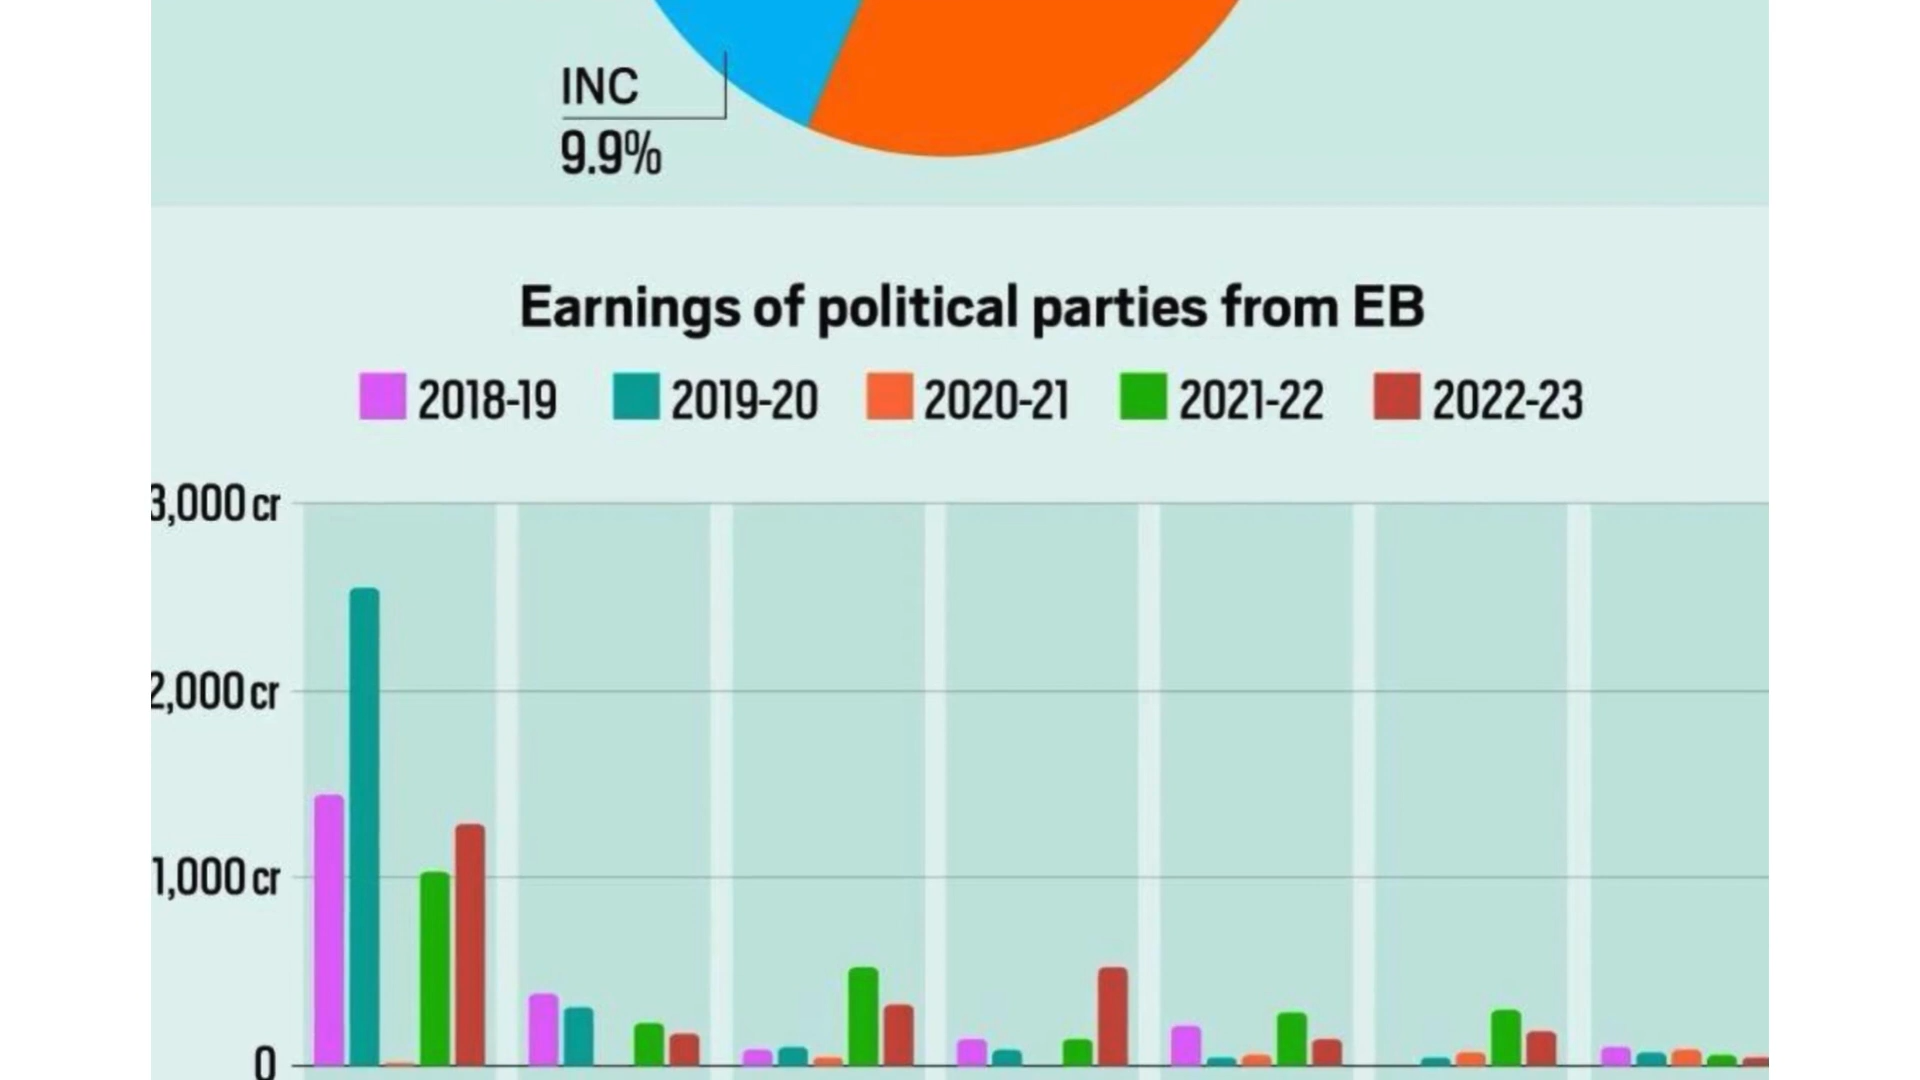 INC
9.9%
Earnings of political parties from EB
2018-19 2019-20 2020-21 2021-22 2022-23
3,000 cr
2,000 cr
1,000 cr
0